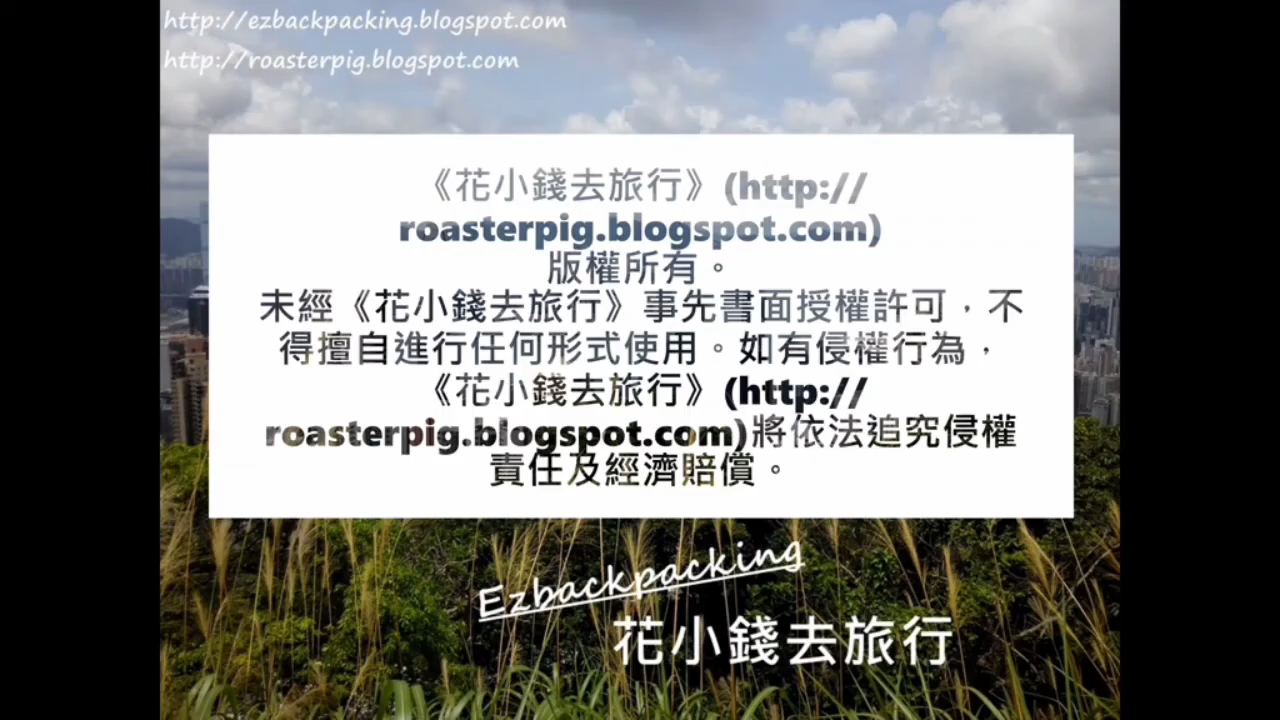 http://ezbackpacking.blogspot.com
http://roasterpig.blogspot.com
《花小錢去旅行》(http://
roasterpig.blogspot.com)
版權所有。
未經《花小錢去旅行》事先書面授權許可，不
得擅自進行任何形式使用。如有侵權行為，
《花小錢去旅行》(http://
roasterpig.blogspot.com)將依法追究侵權
責任及經濟賠償。
Ezbackpacking
花小錢去旅行